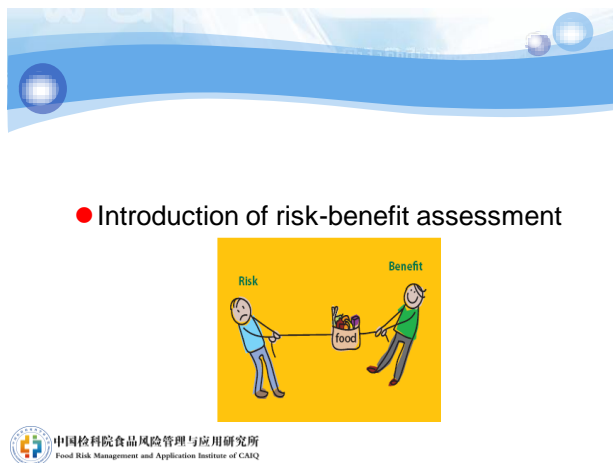 Introduction of risk-benefit assessment
Benefit
Risk
food
中国检科院食品风险管理与应用研究所
Food Risk Management and Application Institute of CAIQ